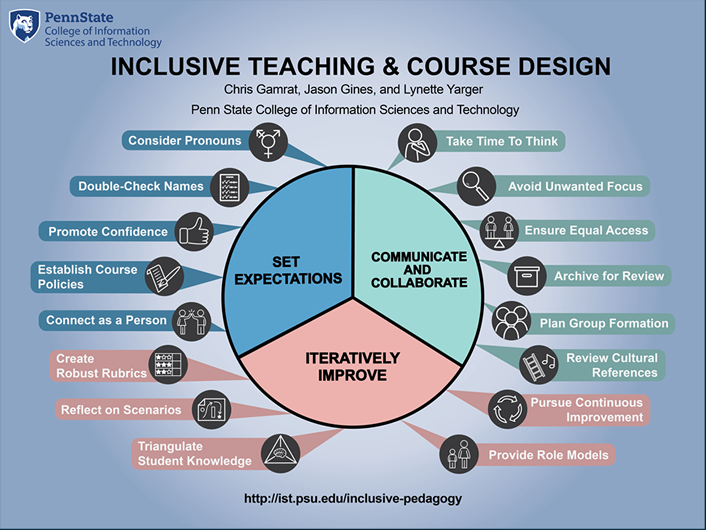 PennState
College of Information
Sciences and Technology
INCLUSIVE TEACHING & COURSE DESIGN
Chris Gamrat, Jason Gines, and Lynette Yarger
Penn State College of Information Sciences and Technology
Consider Pronouns
Double-Check Names
Promote Confidence
Establish Course
Policies
Connect as a Person
Create
Robust Rubrics
Reflect on Scenarios
Triangulate
Student Knowledge
SET
EXPECTATIONS
COMMUNICATE
AND
COLLABORATE
ITERATIVELY
IMPROVE
Take Time To Think
Avoid Unwanted Focus
Ensure Equal Access
Archive for Review
Plan Group Formation
Review Cultural
References
Pursue Continuous
Improvement
Provide Role Models
http://ist.psu.edu/inclusive-pedagogy